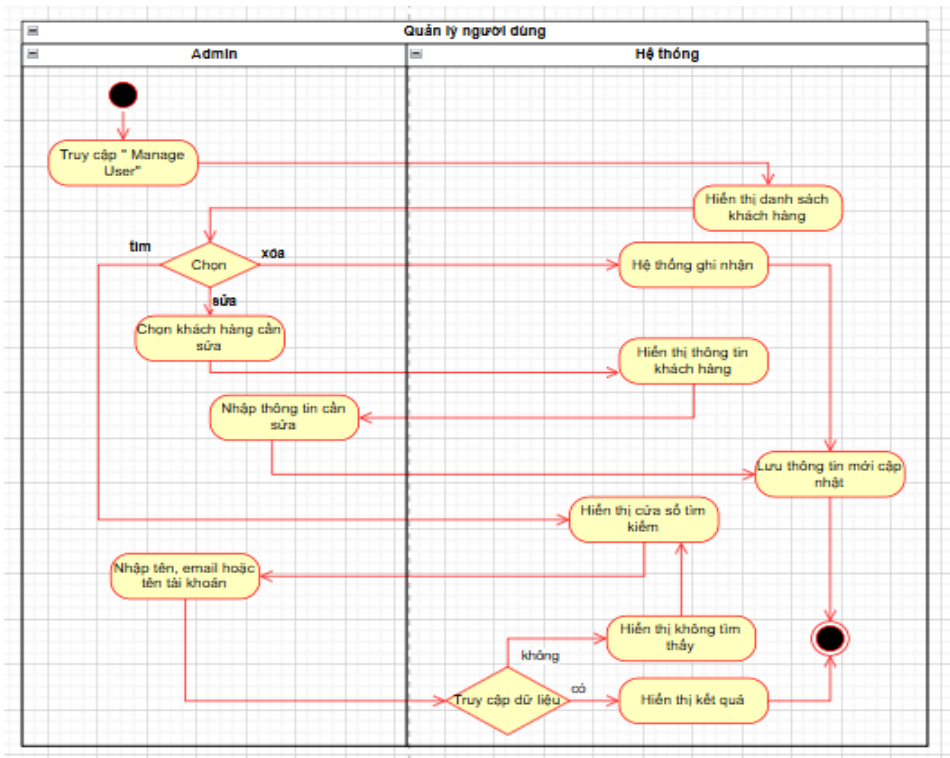 Quản lý người dùng
Admin
Hệ thống
Truy cập " Manage
User"
Hiển thị danh sách
khách hàng
tìm
Chọn
xóa
Hệ thống ghi nhận
sửa
Chọn khách hàng cần
sửa
Hiển thị thông tin
khách hàng
Nhập thông tin cần
sửa
Lưu thông tin mới cập
nhật
Hiển thị cửa sổ tìm
kiếm
Nhập tên, email hoặc
tên tài khoản
Hiển thị không tìm
thấy
không
Truy cập dữ liệu
có
Hiển thị kết quả